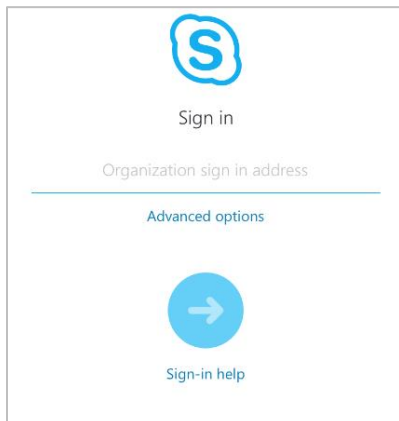 S
Sign in
Organization sign in address
Advanced options
Sign-in help